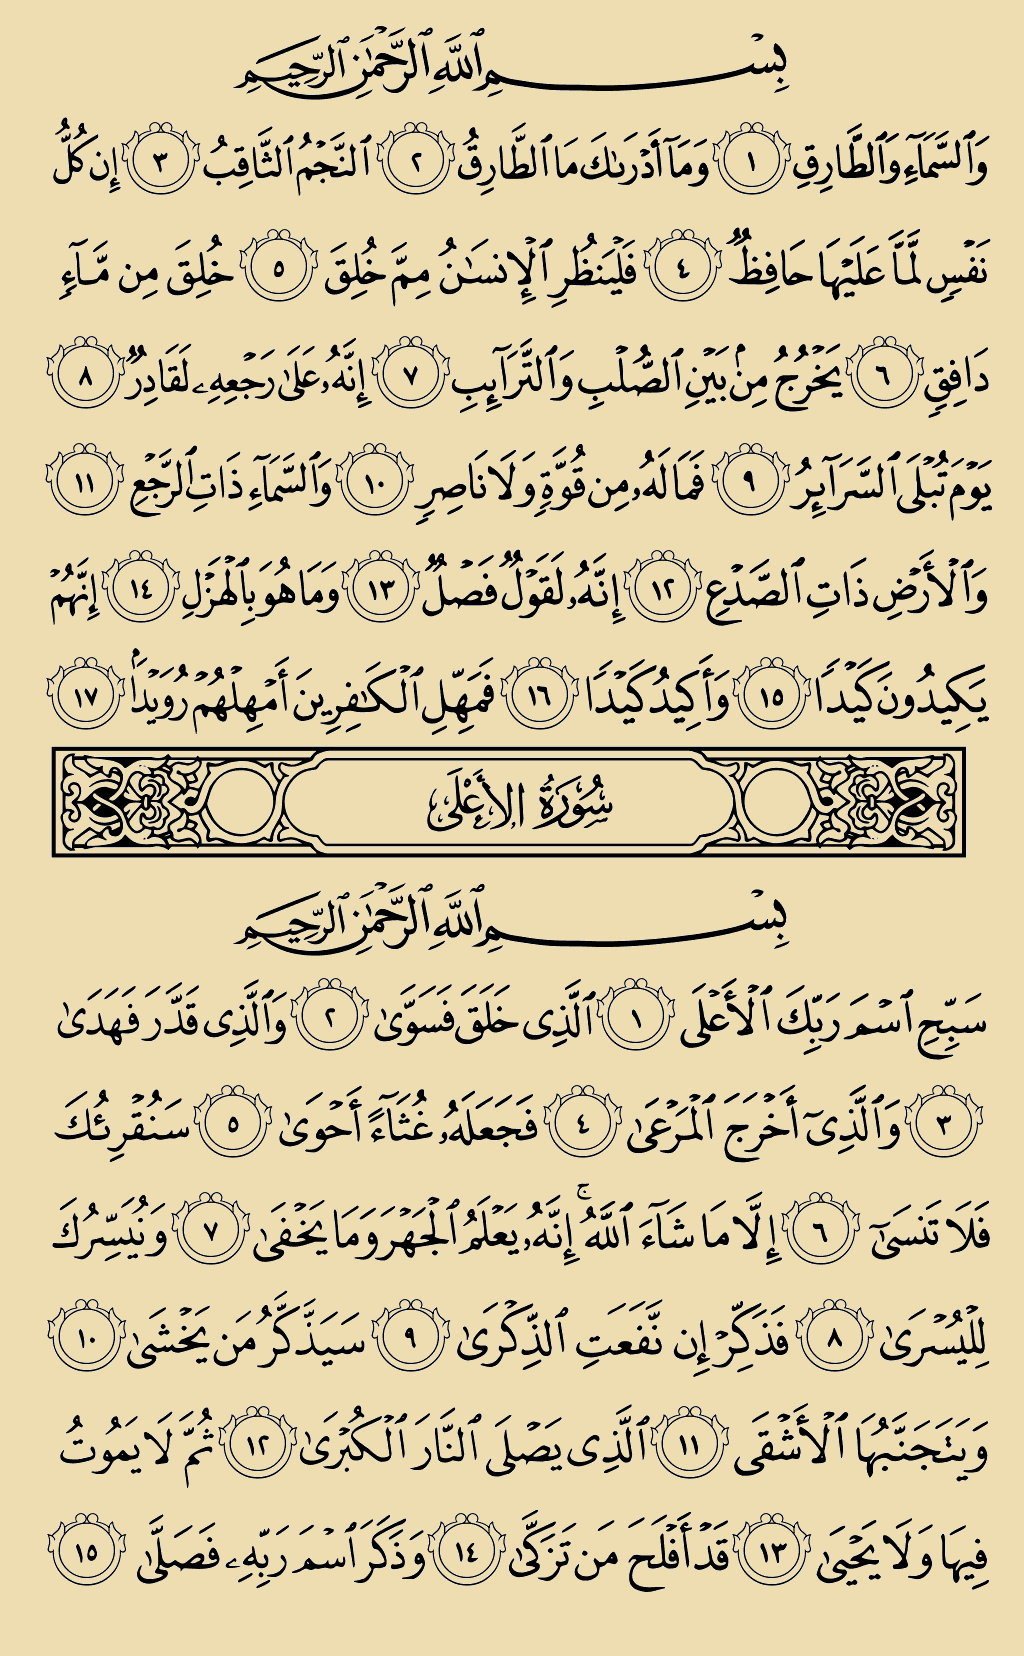 بِسْمِ ٱللَّهِ ٱلرَّحْمَٰنِ ٱلرَّحِيمِ
وَٱلسَّمَآءِ وَٱلطَّارِقِ ١ وَمَآ أَدْرَىٰكَ مَا ٱلطَّارِقُ ٢ ٱلنَّجْمُ ٱلثَّاقِبُ ٣ إِن كُلُّ
نَفْسٍ لَّمَّا عَلَيْهَا حَافِظٌ ٤ فَلْيَنظُرِ ٱلْإِنسَٰنُ مِمَّ خُلِقَ ٥ خُلِقَ مِن مَّآءٍ
دَافِقٍ ٦ يَخْرُجُ مِنۢ بَيْنِ ٱلصُّلْبِ وَٱلتَّرَآئِبِ ٧ إِنَّهُۥ عَلَىٰ رَجْعِهِۦ لَقَادِرٌ ٨
يَوْمَ تُبْلَى ٱلسَّرَآئِرُ ٩ فَمَا لَهُۥ مِن قُوَّةٍ وَلَا نَاصِرٍ ١٠ وَٱلسَّمَآءِ ذَاتِ ٱلرَّجْعِ ١١
وَٱلْأَرْضِ ذَاتِ ٱلصَّدْعِ ١٢ إِنَّهُۥ لَقَوْلٌ فَصْلٌ ١٣ وَمَا هُوَ بِٱلْهَزْلِ ١٤ إِنَّهُمْ
يَكِيدُونَ كَيْدًا ١٥ وَأَكِيدُ كَيْدًا ١٦ فَمَهِّلِ ٱلْكَٰفِرِينَ أَمْهِلْهُمْ رُوَيْدَۢا ١٧
سُورَةُ الأَعْلَى
بِسْمِ ٱللَّهِ ٱلرَّحْمَٰنِ ٱلرَّحِيمِ
سَبِّحِ ٱسْمَ رَبِّكَ ٱلْأَعْلَى ١ ٱلَّذِى خَلَقَ فَسَوَّىٰ ٢ وَٱلَّذِى قَدَّرَ فَهَدَىٰ
٣ وَٱلَّذِىٓ أَخْرَجَ ٱلْمَرْعَىٰ ٤ فَجَعَلَهُۥ غُثَآءً أَحْوَىٰ ٥ سَنُقْرِئُكَ
فَلَا تَنسَىٰٓ ٦ إِلَّا مَا شَآءَ ٱللَّهُ ۚ إِنَّهُۥ يَعْلَمُ ٱلْجَهْرَ وَمَا يَخْفَىٰ ٧ وَنُيَسِّرُكَ
لِلْيُسْرَىٰ ٨ فَذَكِّرْ إِن نَّفَعَتِ ٱلذِّكْرَىٰ ٩ سَيَذَّكَّرُ مَن يَخْشَىٰ ١٠
وَيَتَجَنَّبُهَا ٱلْأَشْقَى ١١ ٱلَّذِى يَصْلَى ٱلنَّارَ ٱلْكُبْرَىٰ ١٢ ثُمَّ لَا يَمُوتُ
فِيهَا وَلَا يَحْيَىٰ ١٣ قَدْ أَفْلَحَ مَن تَزَكَّىٰ ١٤ وَذَكَرَ ٱسْمَ رَبِّهِۦ فَصَلَّىٰ ١٥